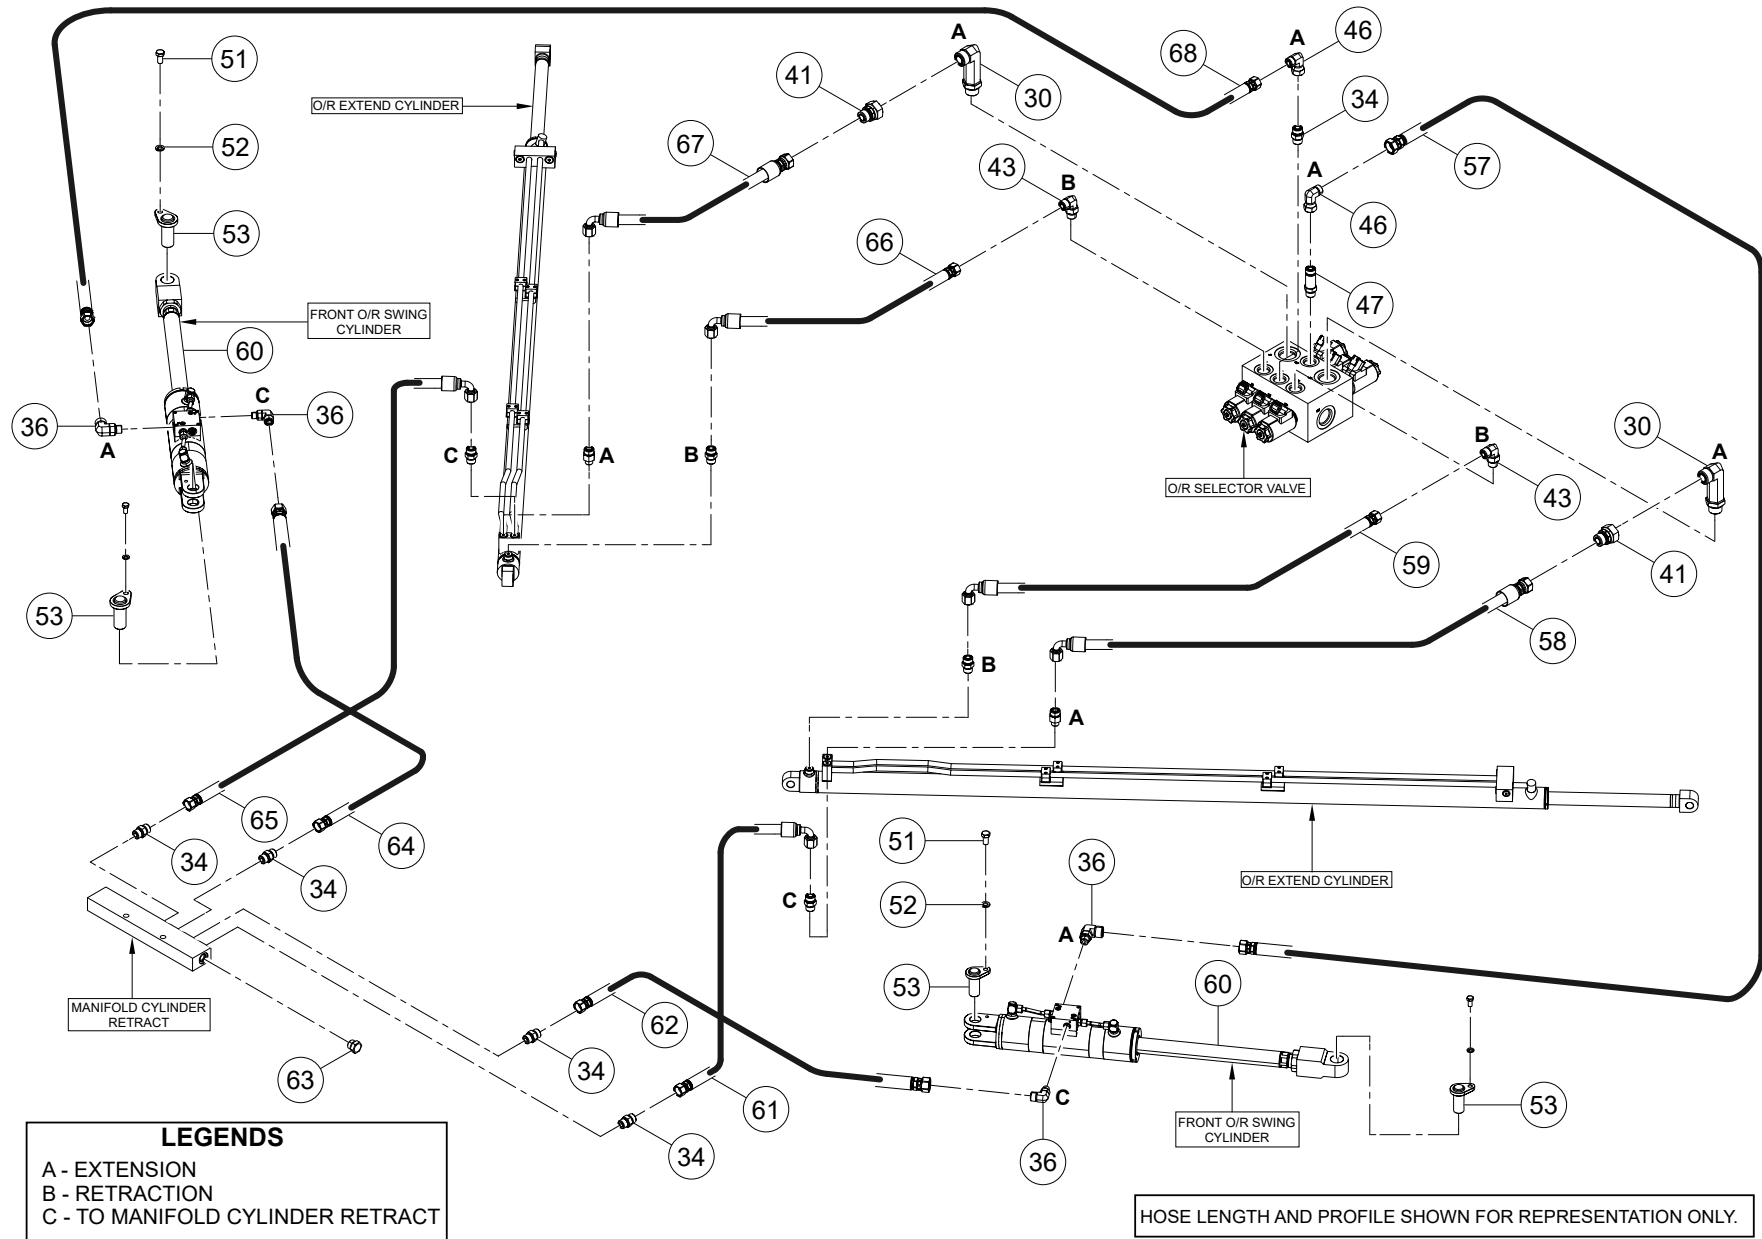 A
46
51
68
41
30
O/R EXTEND CYLINDER
34
52
67
A
57
43
B
46
53
66
47
FRONT O/R SWING
CYLINDER
60
C
36
36
A
C
A
B
B
A
30
O/R SELECTOR VALVE
43
59
41
53
58
B
A
65
64
34
34
51
36
O/R EXTEND CYLINDER
C
52
A
53
60
MANIFOLD CYLINDER
RETRACT
62
34
63
61
C
53
34
36
FRONT O/R SWING
CYLINDER
LEGENDS
A - EXTENSION
B - RETRACTION
C - TO MANIFOLD CYLINDER RETRACT
HOSE LENGTH AND PROFILE SHOWN FOR REPRESENTATION ONLY.
A